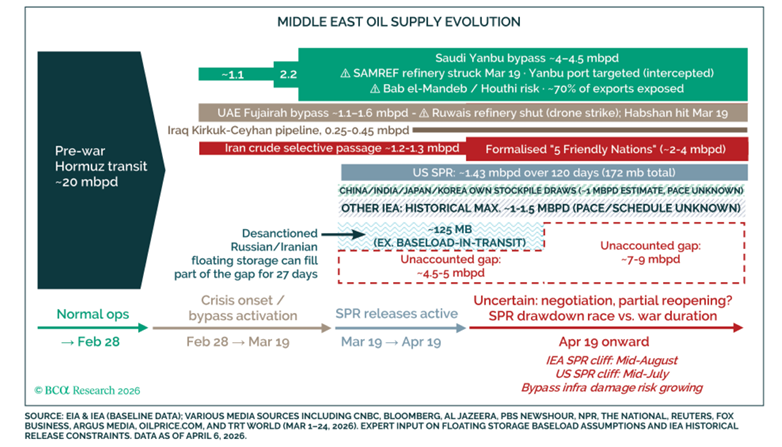 MIDDLE EAST OIL SUPPLY EVOLUTION
Pre-war
Hormuz transit
~20 mbpd
~1.1
2.2
Saudi Yanbu bypass ~4–4.5 mbpd
⚠ SAMREF refinery struck Mar 19 · Yanbu port targeted (intercepted)
⚠ Bab el-Mandeb / Houthi risk · ~70% of exports exposed
UAE Fujairah bypass ~1.1–1.6 mbpd - ⚠ Ruwais refinery shut (drone strike); Habshan hit Mar 19
Iraq Kirkuk-Ceyhan pipeline, 0.25-0.45 mbpd
Iran crude selective passage ~1.2-1.3 mbpd
Formalised "5 Friendly Nations" (~2-4 mbpd)
US SPR: ~1.43 mbpd over 120 days (172 mb total)
CHINA/INDIA/JAPAN/KOREA OWN STOCKPILE DRAWS (~1 MBPD ESTIMATE, PACE UNKNOWN)
OTHER IEA: HISTORICAL MAX. ~1-1.5 MBPD (PACE/SCHEDULE UNKNOWN)
Desanctioned
Russian/Iranian
floating storage can fill
part of the gap for 27 days
~125 MB
(EX. BASELOAD-IN-TRANSIT)
Unaccounted gap:
~4.5-5 mbpd
Unaccounted gap:
~7-9 mbpd
Normal ops
→ Feb 28
Crisis onset /
bypass activation
Feb 28 → Mar 19
SPR releases active
Mar 19 → Apr 19
Uncertain: negotiation, partial reopening?
SPR drawdown race vs. war duration
Apr 19 onward
IEA SPR cliff: Mid-August
US SPR cliff: Mid-July
Bypass infra damage risk growing
© BCα Research 2026
SOURCE: EIA & IEA (BASELINE DATA); VARIOUS MEDIA SOURCES INCLUDING CNBC, BLOOMBERG, AL JAZEERA, PBS NEWSHOUR, NPR, THE NATIONAL, REUTERS, FOX
BUSINESS, ARGUS MEDIA, OILPRICE.COM, AND TRT WORLD (MAR 1–24, 2026). EXPERT INPUT ON FLOATING STORAGE BASELOAD ASSUMPTIONS AND IEA HISTORICAL
RELEASE CONSTRAINTS. DATA AS OF APRIL 6, 2026.